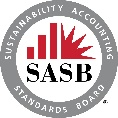 SUSTAINABILITY ACCOUNTING
SASB
STANDARDS BOARD